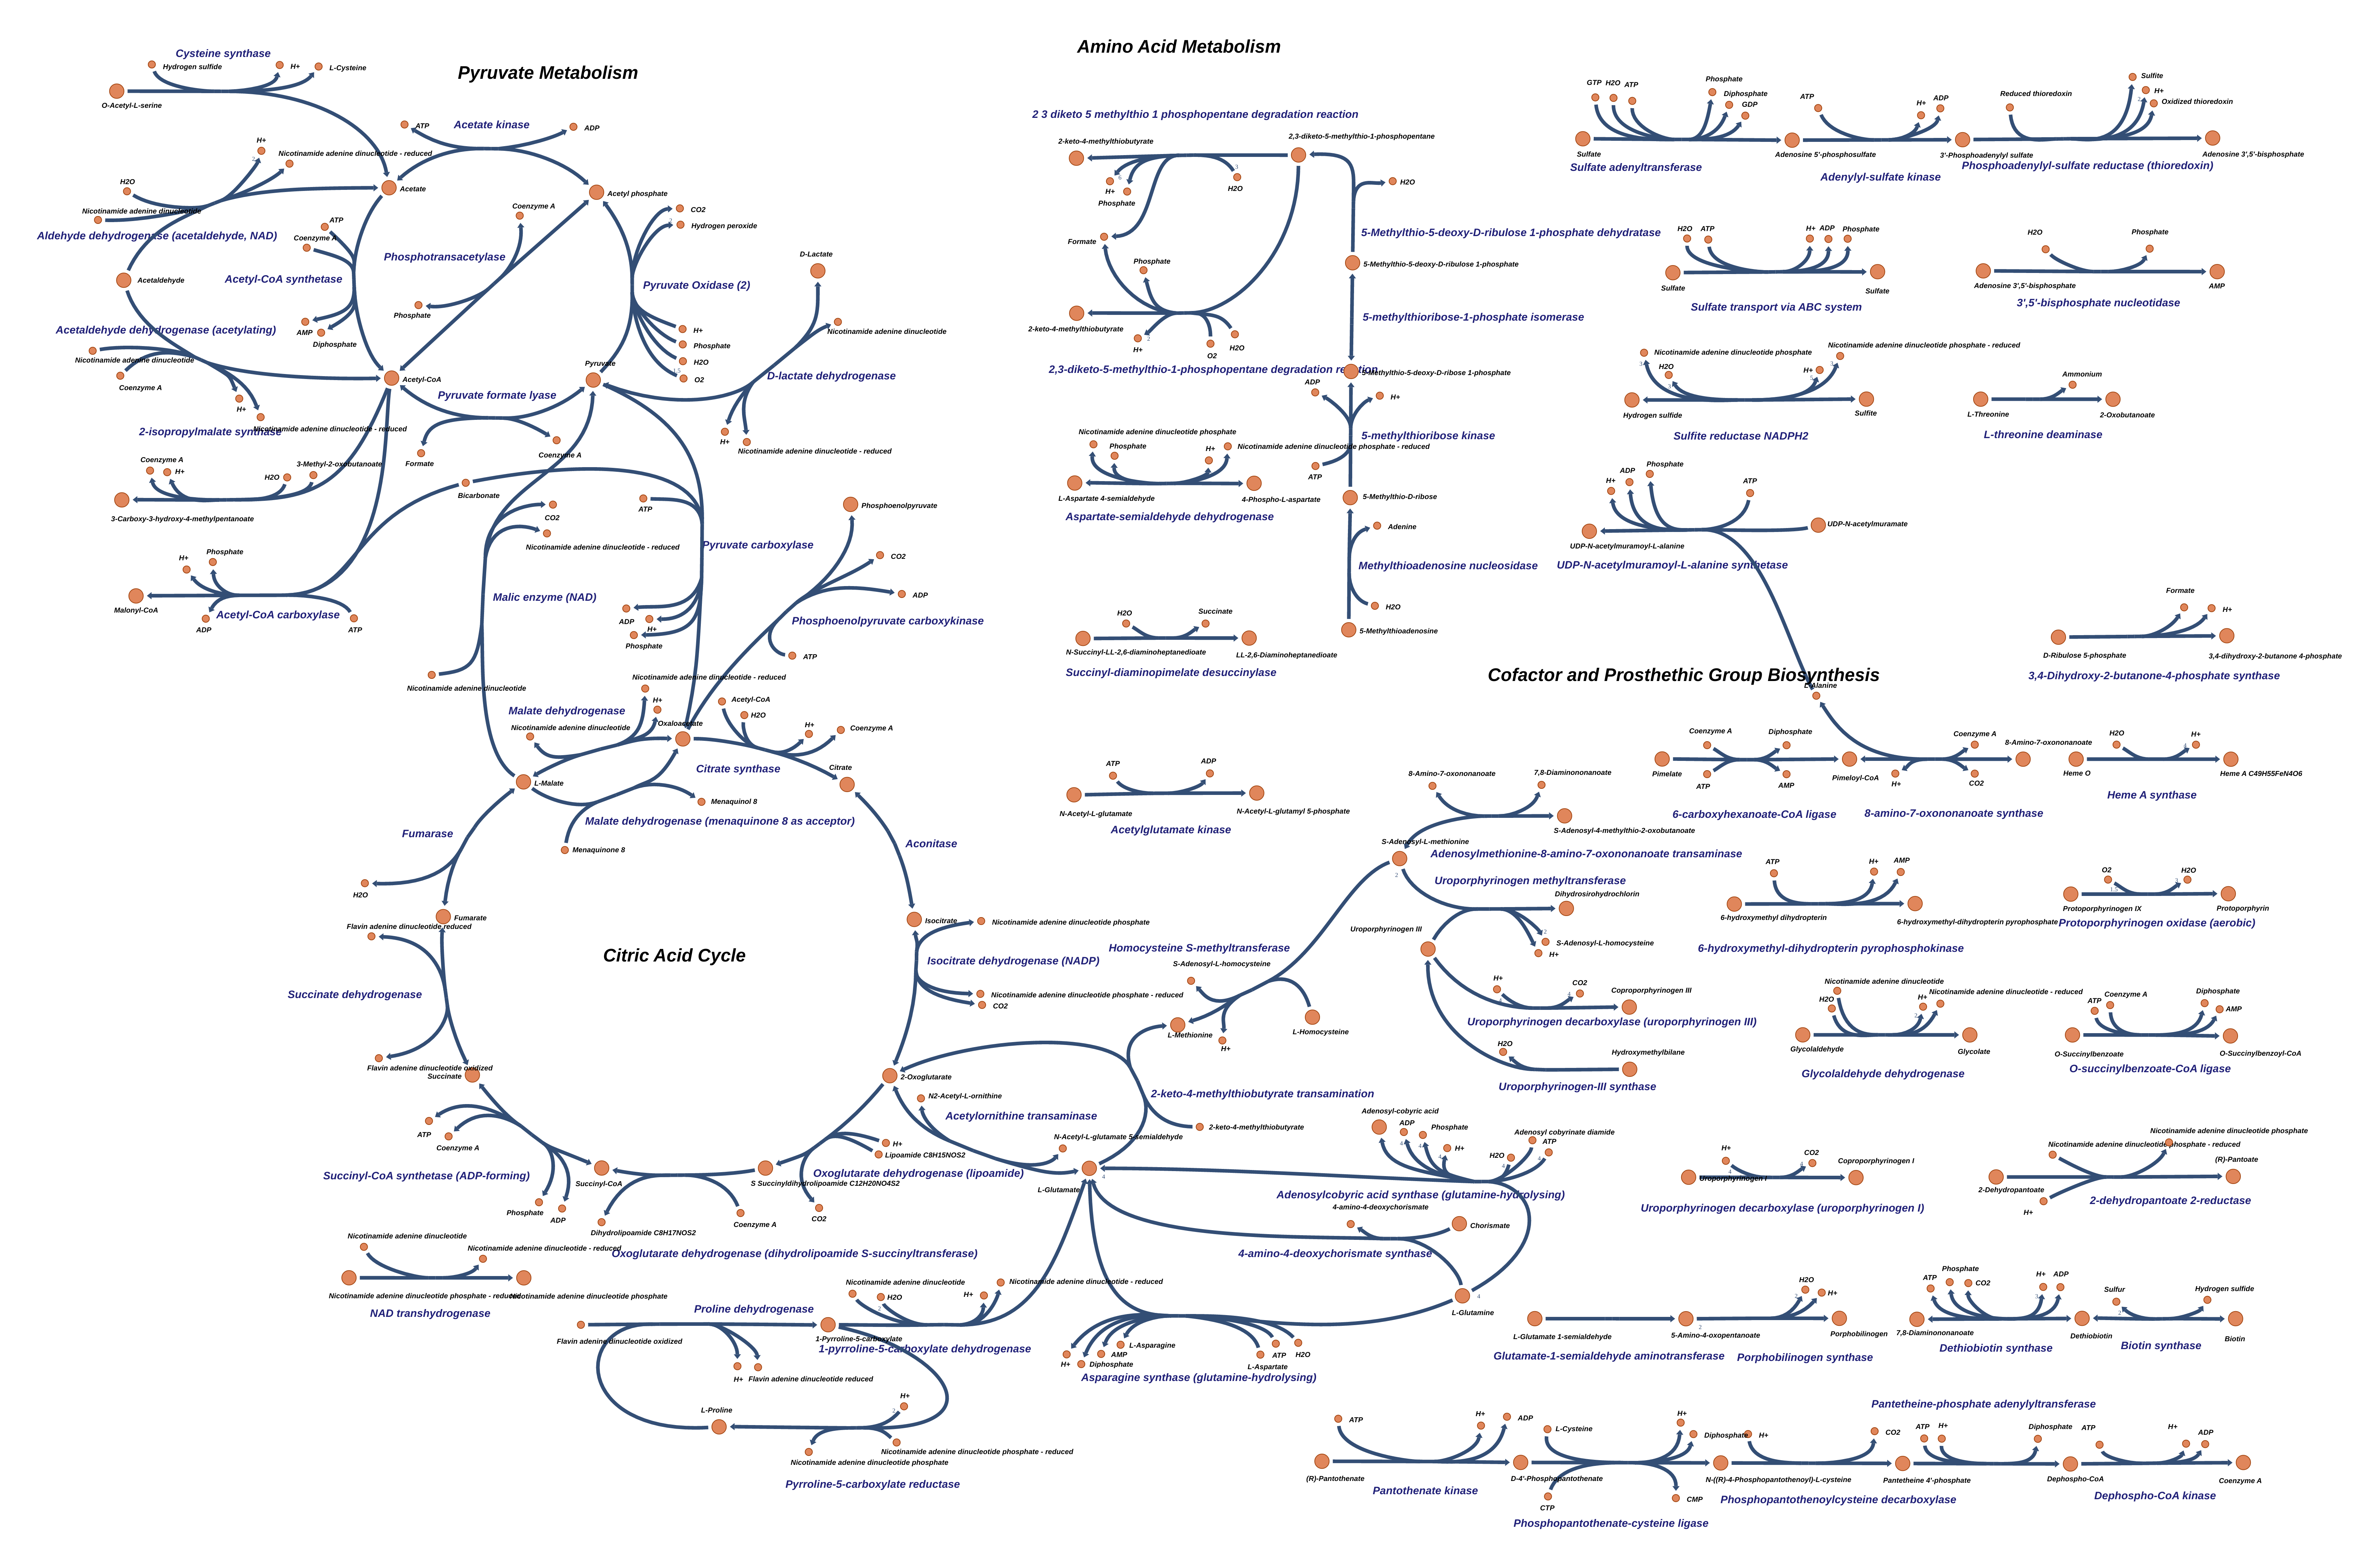 Amino Acid Metabolism
Pyruvate Metabolism
Cysteine synthase
Hydrogen sulfide
H+
L-Cysteine
O-Acetyl-L-serine
ATP
Acetate kinase
ADP
H+
2
Nicotinamide adenine dinucleotide - reduced
H2O
Nicotinamide adenine dinucleotide
Acetate
Acetyl phosphate
Aldehyde dehydrogenase (acetaldehyde, NAD)
ATP
Coenzyme A
Coenzyme A
CO2
2
Hydrogen peroxide
Phosphotransacetylase
Acetyl-CoA synthetase
Acetaldehyde
Pyruvate Oxidase (2)
D-Lactate
Phosphate
AMP
Diphosphate
Acetaldehyde dehydrogenase (acetylating)
H+
Phosphate
H2O
1.5
O2
Nicotinamide adenine dinucleotide
Nicotinamide adenine dinucleotide
Coenzyme A
Pyruvate
Acetyl-CoA
D-lactate dehydrogenase
Pyruvate formate lyase
H+
Nicotinamide adenine dinucleotide - reduced
2-isopropylmalate synthase
H+
Nicotinamide adenine dinucleotide - reduced
Formate
Coenzyme A
Coenzyme A
H+
H2O
3-Methyl-2-oxobutanoate
3-Carboxy-3-hydroxy-4-methylpentanoate
Bicarbonate
CO2
ATP
Phosphoenolpyruvate
Nicotinamide adenine dinucleotide - reduced
Pyruvate carboxylase
H+
Phosphate
CO2
Malonyl-CoA
ADP
Acetyl-CoA carboxylase
ATP
Malic enzyme (NAD)
ADP
H+
Phosphate
ADP
Phosphoenolpyruvate carboxykinase
ATP
Nicotinamide adenine dinucleotide
Nicotinamide adenine dinucleotide - reduced
Malate dehydrogenase
H+
Acetyl-CoA
H2O
Nicotinamide adenine dinucleotide
Oxaloacetate
H+
Coenzyme A
Citrate synthase
Citrate
L-Malate
Menaquinol 8
Malate dehydrogenase (menaquinone 8 as acceptor)
Menaquinone 8
Fumarase
Aconitase
H2O
Fumarate
Flavin adenine dinucleotide reduced
Isocitrate
Nicotinamide adenine dinucleotide phosphate
Citric Acid Cycle
Isocitrate dehydrogenase (NADP)
Succinate dehydrogenase
Nicotinamide adenine dinucleotide phosphate - reduced
CO2
Flavin adenine dinucleotide oxidized
Succinate
2-Oxoglutarate
N2-Acetyl-L-ornithine
Acetylornithine transaminase
ATP
Coenzyme A
H+
Lipoamide C8H15NOS2
N-Acetyl-L-glutamate 5-semialdehyde
Succinyl-CoA synthetase (ADP-forming)
Oxoglutarate dehydrogenase (lipoamide)
Succinyl-CoA
S Succinyldihydrolipoamide C12H20NO4S2
L-Glutamate
4
Phosphate
ADP
Dihydrolipoamide C8H17NOS2
Coenzyme A
CO2
Oxoglutarate dehydrogenase (dihydrolipoamide S-succinyltransferase)
Nicotinamide adenine dinucleotide
Nicotinamide adenine dinucleotide - reduced
Nicotinamide adenine dinucleotide phosphate - reduced
Nicotinamide adenine dinucleotide phosphate
NAD transhydrogenase
Proline dehydrogenase
Nicotinamide adenine dinucleotide
H2O
2
H+
Nicotinamide adenine dinucleotide - reduced
Flavin adenine dinucleotide oxidized
1-Pyrroline-5-carboxylate
1-pyrroline-5-carboxylate dehydrogenase
H+
Flavin adenine dinucleotide reduced
L-Proline
H+
2
Nicotinamide adenine dinucleotide phosphate - reduced
Nicotinamide adenine dinucleotide phosphate
Pyrroline-5-carboxylate reductase
2 3 diketo 5 methylthio 1 phosphopentane degradation reaction
2-keto-4-methylthiobutyrate
2,3-diketo-5-methylthio-1-phosphopentane
6
H+
Phosphate
3
H2O
H2O
Formate
5-Methylthio-5-deoxy-D-ribulose 1-phosphate dehydratase
Phosphate
5-Methylthio-5-deoxy-D-ribulose 1-phosphate
2-keto-4-methylthiobutyrate
H+
2
O2
H2O
5-methylthioribose-1-phosphate isomerase
2,3-diketo-5-methylthio-1-phosphopentane degradation reaction
5-Methylthio-5-deoxy-D-ribose 1-phosphate
ADP
H+
Nicotinamide adenine dinucleotide phosphate
Phosphate
H+
Nicotinamide adenine dinucleotide phosphate - reduced
5-methylthioribose kinase
ATP
L-Aspartate 4-semialdehyde
4-Phospho-L-aspartate
5-Methylthio-D-ribose
Aspartate-semialdehyde dehydrogenase
Adenine
Methylthioadenosine nucleosidase
H2O
Succinate
H2O
5-Methylthioadenosine
N-Succinyl-LL-2,6-diaminoheptanedioate
LL-2,6-Diaminoheptanedioate
Succinyl-diaminopimelate desuccinylase
ATP
ADP
N-Acetyl-L-glutamate
N-Acetyl-L-glutamyl 5-phosphate
Acetylglutamate kinase
GTP
H2O
ATP
Phosphate
Diphosphate
GDP
ATP
H+
ADP
Reduced thioredoxin
Sulfite
H+
2
Oxidized thioredoxin
Sulfate
Adenosine 5'-phosphosulfate
3'-Phosphoadenylyl sulfate
Adenosine 3',5'-bisphosphate
Sulfate adenyltransferase
Adenylyl-sulfate kinase
Phosphoadenylyl-sulfate reductase (thioredoxin)
H2O
ATP
H+
ADP
Phosphate
H2O
Phosphate
Sulfate
Sulfate
Adenosine 3',5'-bisphosphate
AMP
Sulfate transport via ABC system
3',5'-bisphosphate nucleotidase
Nicotinamide adenine dinucleotide phosphate
Nicotinamide adenine dinucleotide phosphate - reduced
3
H2O
3
H+
5
3
Hydrogen sulfide
Sulfite
Ammonium
L-Threonine
2-Oxobutanoate
Sulfite reductase NADPH2
L-threonine deaminase
H+
ADP
Phosphate
ATP
UDP-N-acetylmuramate
UDP-N-acetylmuramoyl-L-alanine
UDP-N-acetylmuramoyl-L-alanine synthetase
Formate
H+
D-Ribulose 5-phosphate
3,4-dihydroxy-2-butanone 4-phosphate
3,4-Dihydroxy-2-butanone-4-phosphate synthase
Cofactor and Prosthethic Group Biosynthesis
L-Alanine
Coenzyme A
Diphosphate
Coenzyme A
8-Amino-7-oxononanoate
H2O
H+
Pimelate
ATP
AMP
Pimeloyl-CoA
H+
CO2
Heme O
Heme A C49H55FeN4O6
6-carboxyhexanoate-CoA ligase
8-amino-7-oxononanoate synthase
Heme A synthase
8-Amino-7-oxononanoate
7,8-Diaminononanoate
S-Adenosyl-4-methylthio-2-oxobutanoate
S-Adenosyl-L-methionine
2
Adenosylmethionine-8-amino-7-oxononanoate transaminase
Uroporphyrinogen methyltransferase
Dihydrosirohydrochlorin
Uroporphyrinogen III
2
S-Adenosyl-L-homocysteine
H+
ATP
H+
AMP
6-hydroxymethyl dihydropterin
6-hydroxymethyl-dihydropterin pyrophosphate
6-hydroxymethyl-dihydropterin pyrophosphokinase
O2
1.5
3
H2O
Protoporphyrinogen IX
Protoporphyrin
Protoporphyrinogen oxidase (aerobic)
Homocysteine S-methyltransferase
S-Adenosyl-L-homocysteine
L-Methionine
H+
L-Homocysteine
H+
4
4
CO2
Coproporphyrinogen III
Uroporphyrinogen decarboxylase (uroporphyrinogen III)
H2O
Hydroxymethylbilane
Uroporphyrinogen-III synthase
Nicotinamide adenine dinucleotide
H2O
H+
2
Nicotinamide adenine dinucleotide - reduced
Glycolaldehyde
Glycolate
Glycolaldehyde dehydrogenase
ATP
Coenzyme A
Diphosphate
AMP
O-Succinylbenzoate
O-Succinylbenzoyl-CoA
O-succinylbenzoate-CoA ligase
2-keto-4-methylthiobutyrate transamination
2-keto-4-methylthiobutyrate
Adenosyl-cobyric acid
ADP
4
4
Phosphate
4
H+
H2O
4
Adenosyl cobyrinate diamide
ATP
4
Adenosylcobyric acid synthase (glutamine-hydrolysing)
H+
4
4
CO2
Coproporphyrinogen I
Uroporphyrinogen I
Uroporphyrinogen decarboxylase (uroporphyrinogen I)
Nicotinamide adenine dinucleotide phosphate
Nicotinamide adenine dinucleotide phosphate - reduced
(R)-Pantoate
2-Dehydropantoate
H+
2-dehydropantoate 2-reductase
4-amino-4-deoxychorismate
Chorismate
4-amino-4-deoxychorismate synthase
L-Glutamine
4
H+
Diphosphate
AMP
L-Asparagine
L-Aspartate
ATP
H2O
Asparagine synthase (glutamine-hydrolysing)
L-Glutamate 1-semialdehyde
5-Amino-4-oxopentanoate
2
2
H2O
H+
Porphobilinogen
Glutamate-1-semialdehyde aminotransferase
Porphobilinogen synthase
ATP
Phosphate
CO2
H+
3
ADP
7,8-Diaminononanoate
Dethiobiotin
Dethiobiotin synthase
Sulfur
2
Hydrogen sulfide
Biotin
Biotin synthase
ATP
H+
ADP
(R)-Pantothenate
Pantothenate kinase
L-Cysteine
H+
Diphosphate
D-4'-Phosphopantothenate
CTP
CMP
Phosphopantothenate-cysteine ligase
H+
CO2
N-((R)-4-Phosphopantothenoyl)-L-cysteine
Phosphopantothenoylcysteine decarboxylase
Pantetheine-phosphate adenylyltransferase
ATP
H+
Diphosphate
Pantetheine 4'-phosphate
Dephospho-CoA
ATP
H+
ADP
Coenzyme A
Dephospho-CoA kinase